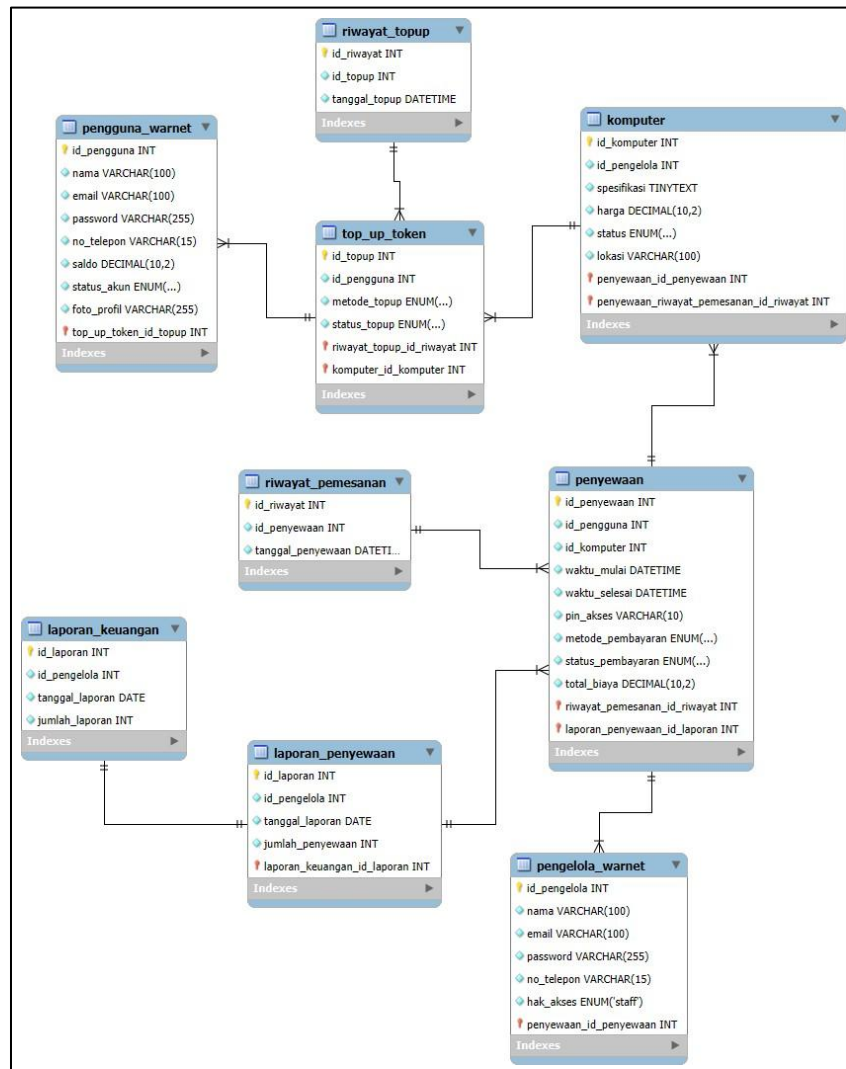 riwayat_topup
id_riwayat INT
id_topup INT
tanggal_topup DATETIME
Indexes
pengguna_warnet
id_pengguna INT
nama VARCHAR(100)
email VARCHAR(100)
password VARCHAR(255)
no_telepon VARCHAR(15)
saldo DECIMAL(10,2)
status_akun ENUM(...)
foto_profil VARCHAR(255)
top_up_token_id_topup INT
Indexes
top_up_token
id_topup INT
id_pengguna INT
metode_topup ENUM(...)
status_topup ENUM(...)
riwayat_topup_id_riwayat INT
komputer_id_komputer INT
Indexes
komputer
id_komputer INT
id_pengelola INT
spesifikasi TINYTEXT
harga DECIMAL(10,2)
status ENUM(...)
lokasi VARCHAR(100)
penyewaan_id_penyewaan INT
penyewaan_riwayat_pemesanan_id_riwayat INT
Indexes
riwayat_pemesanan
id_riwayat INT
id_penyewaan INT
tanggal_penyewaan DATETI...
Indexes
penyewaan
id_penyewaan INT
id_pengguna INT
id_komputer INT
waktu_mulai DATETIME
waktu_selesai DATETIME
pin_akses VARCHAR(10)
metode_pembayaran ENUM(...)
status_pembayaran ENUM(...)
total_biaya DECIMAL(10,2)
riwayat_pemesanan_id_riwayat INT
laporan_penyewaan_id_laporan INT
Indexes
laporan_keuangan
id_laporan INT
id_pengelola INT
tanggal_laporan DATE
jumlah_laporan INT
Indexes
laporan_penyewaan
id_laporan INT
id_pengelola INT
tanggal_laporan DATE
jumlah_penyewaan INT
laporan_keuangan_id_laporan INT
Indexes
pengelola_warnet
id_pengelola INT
nama VARCHAR(100)
email VARCHAR(100)
password VARCHAR(255)
no_telepon VARCHAR(15)
hak_akses ENUM('staff')
penyewaan_id_penyewaan INT
Indexes